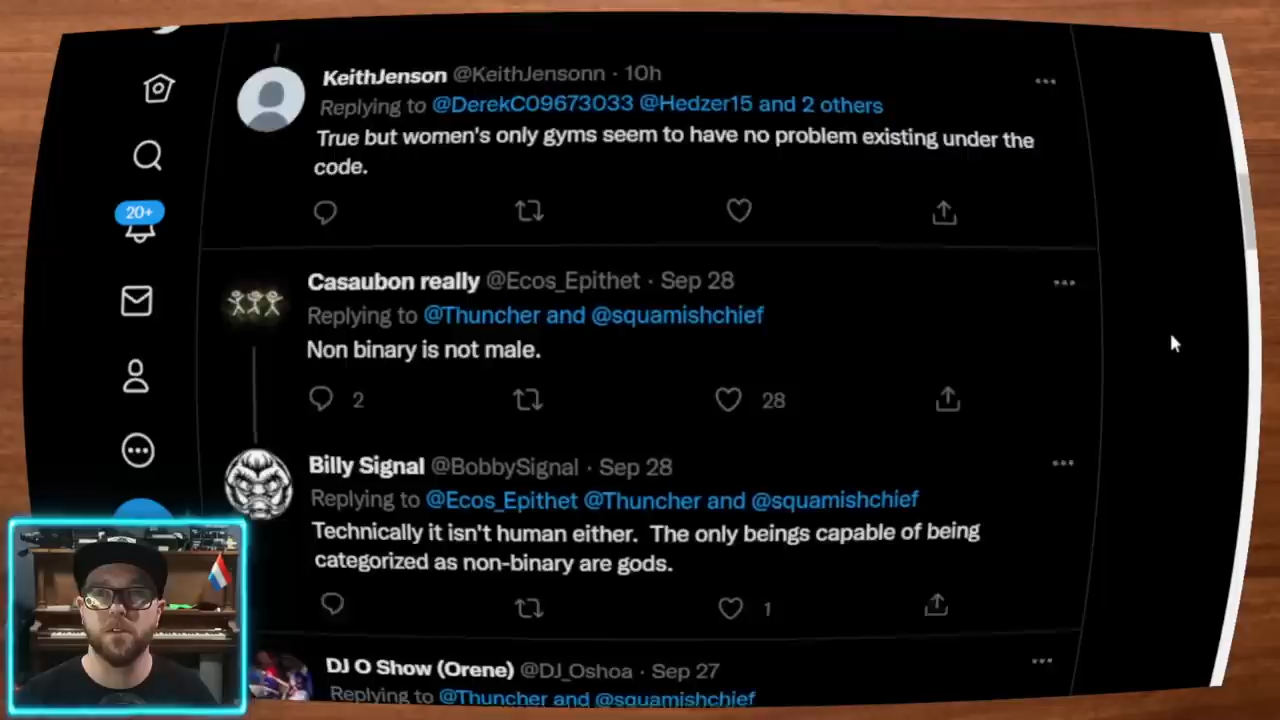 KeithJenson @KeithJensonn · 10h
Replying to @DerekC09673033 @Hedzer15 and 2 others
True but women's only gyms seem to have no problem existing under the
code.
20+
Casaubon really @Ecos_Epithet · Sep 28
Replying to @Thuncher and @squamishchief
Non binary is not male.
2 28
Billy Signal @BobbySignal · Sep 28
Replying to @Ecos_Epithet @Thuncher and @squamishchief
Technically it isn't human either. The only beings capable of being
categorized as non-binary are gods.
1
DJ O Show (Orene) @DJ_Oshoa · Sep 27
Replying to @Thuncher and @squamishchief